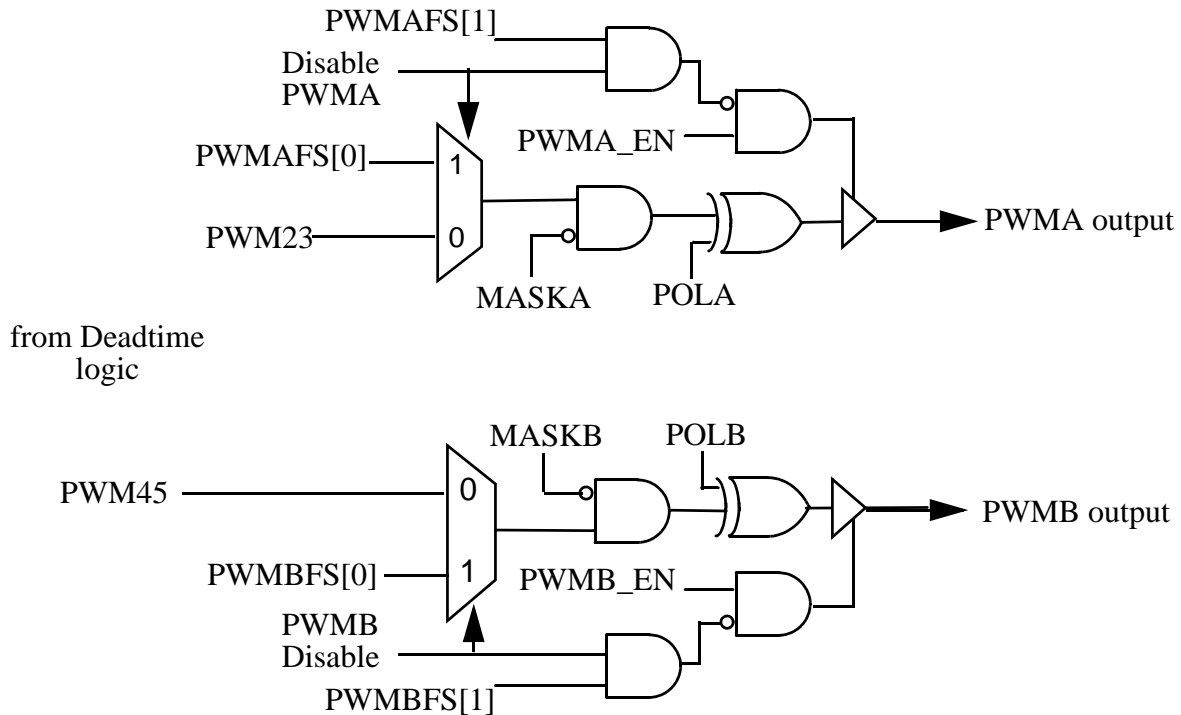 PWMAFS[1]
Disable
PWMA
PWMAFS[0]
1
PWMA_EN
PWM23
0
PWMA output
MASKA
POLA
from Deadtime
logic
MASKB
POLB
PWM45
0
PWMB output
PWMBFS[0]
1
PWMB_EN
PWMB
Disable
PWMBFS[1]